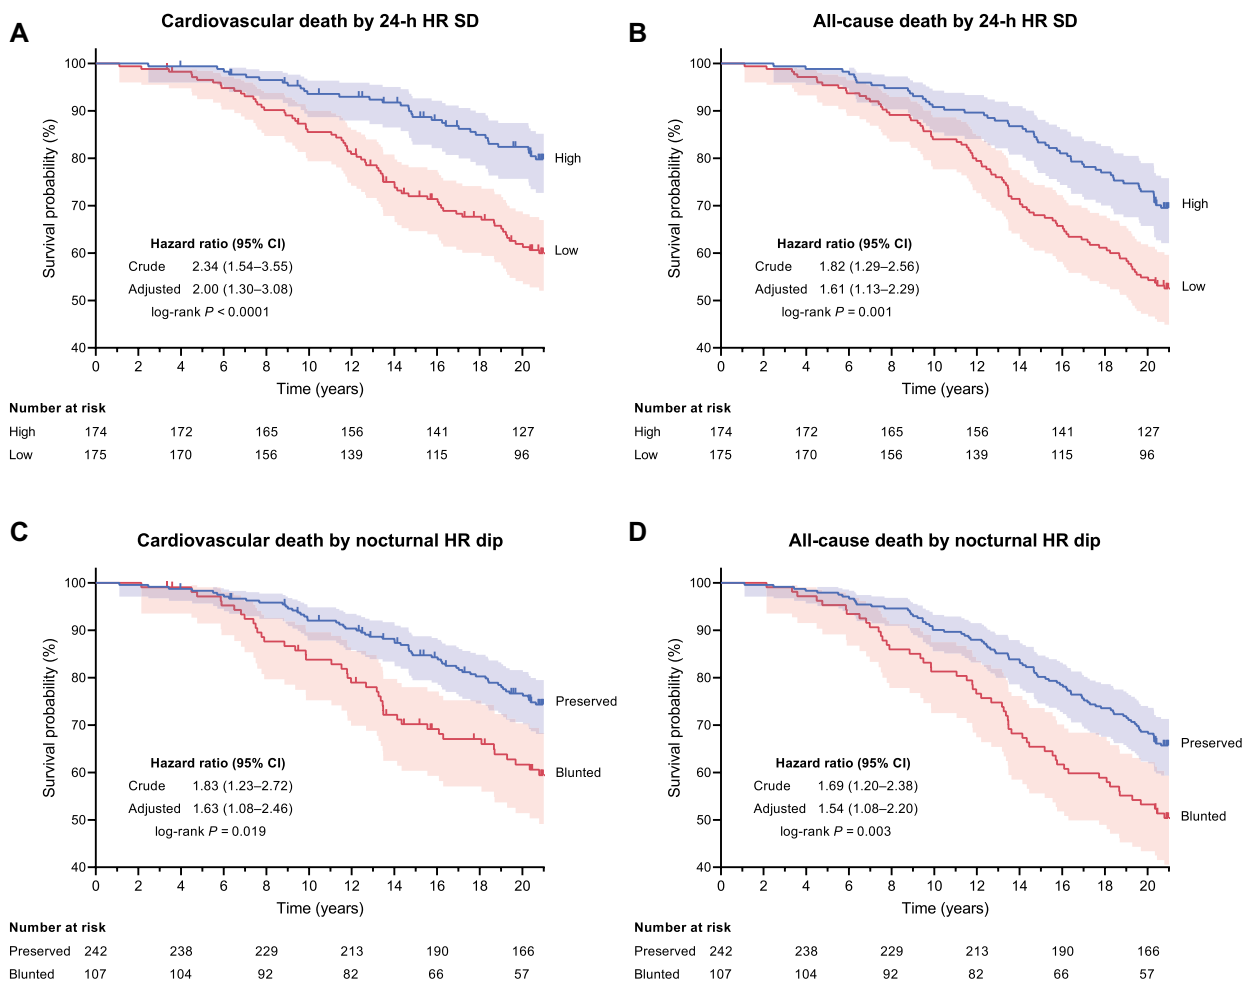 A
Cardiovascular death by 24-h HR SD
Survival probability (%)
100
90
80
70
60
50
40
High
Low
Hazard ratio (95% CI)
Crude 2.34 (1.54–3.55)
Adjusted 2.00 (1.30–3.08)
log-rank P < 0.0001
0 2 4 6 8 10 12 14 16 18 20
Time (years)
Number at risk
High 174 172 165 156 141 127
Low 175 170 156 139 115 96
B
All-cause death by 24-h HR SD
Survival probability (%)
100
90
80
70
60
50
40
High
Low
Hazard ratio (95% CI)
Crude 1.82 (1.29–2.56)
Adjusted 1.61 (1.13–2.29)
log-rank P = 0.001
0 2 4 6 8 10 12 14 16 18 20
Time (years)
Number at risk
High 174 172 165 156 141 127
Low 175 170 156 139 115 96
C
Cardiovascular death by nocturnal HR dip
Survival probability (%)
100
90
80
70
60
50
40
Preserved
Blunted
Hazard ratio (95% CI)
Crude 1.83 (1.23–2.72)
Adjusted 1.63 (1.08–2.46)
log-rank P = 0.019
0 2 4 6 8 10 12 14 16 18 20
Time (years)
Number at risk
Preserved 242 238 229 213 190 166
Blunted 107 104 92 82 66 57
D
All-cause death by nocturnal HR dip
Survival probability (%)
100
90
80
70
60
50
40
Preserved
Blunted
Hazard ratio (95% CI)
Crude 1.69 (1.20–2.38)
Adjusted 1.54 (1.08–2.20)
log-rank P = 0.003
0 2 4 6 8 10 12 14 16 18 20
Time (years)
Number at risk
Preserved 242 238 229 213 190 166
Blunted 107 104 92 82 66 57